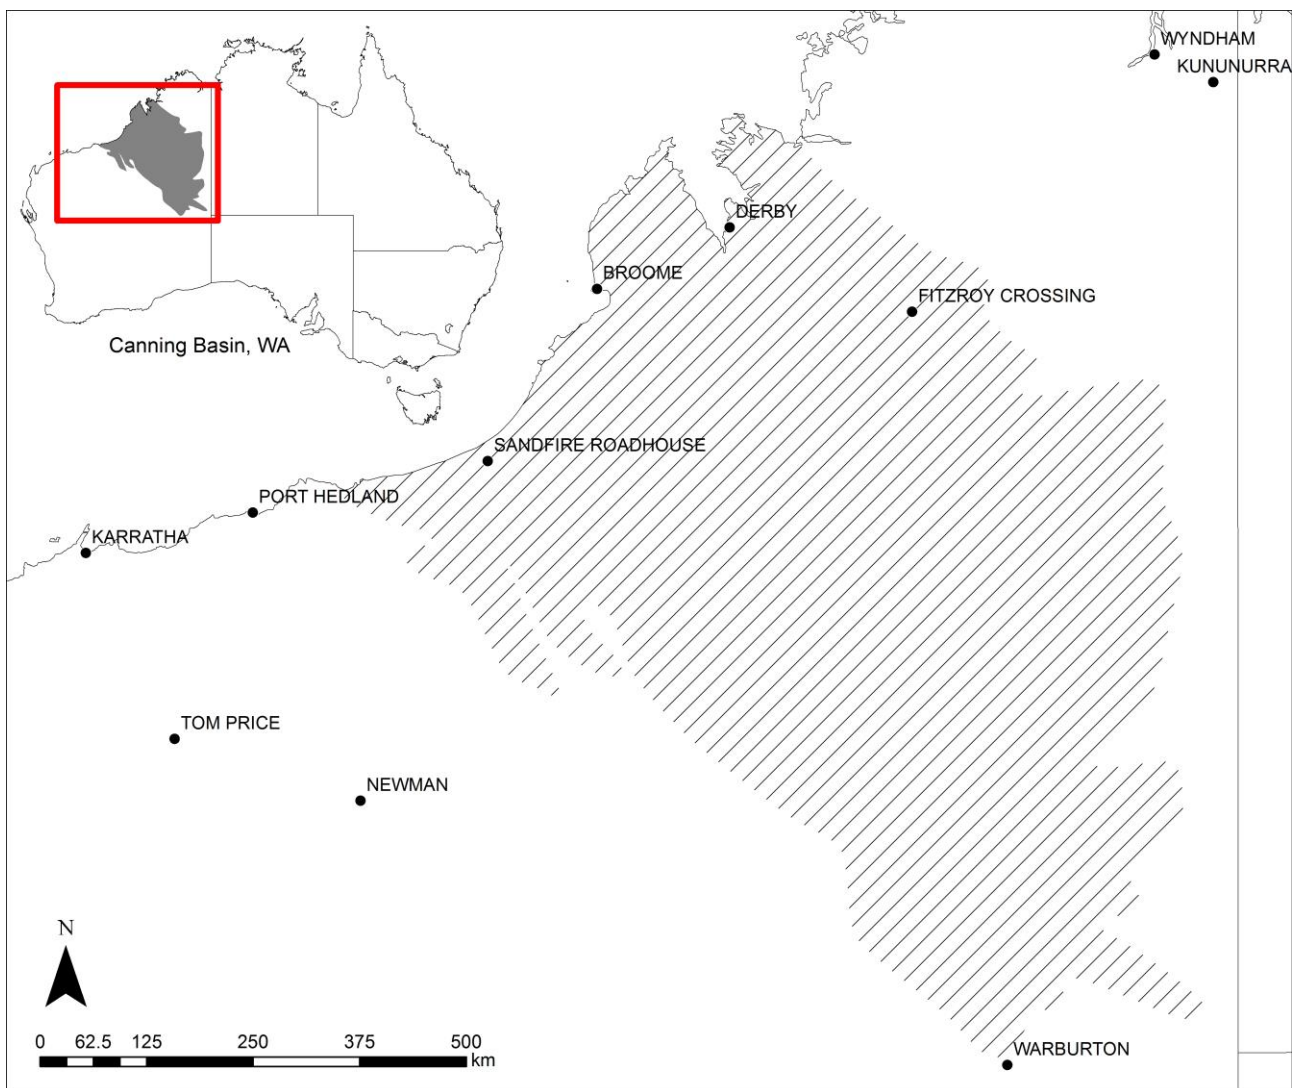 WYNDHAM
KUNUNURRA
DERBY
BROOME
FITZROY CROSSING
Canning Basin, WA
SANDFIRE ROADHOUSE
PORT HEDLAND
KARRATHA
TOM PRICE
NEWMAN
N
0 62.5 125 250 375 500
km
WARBURTON